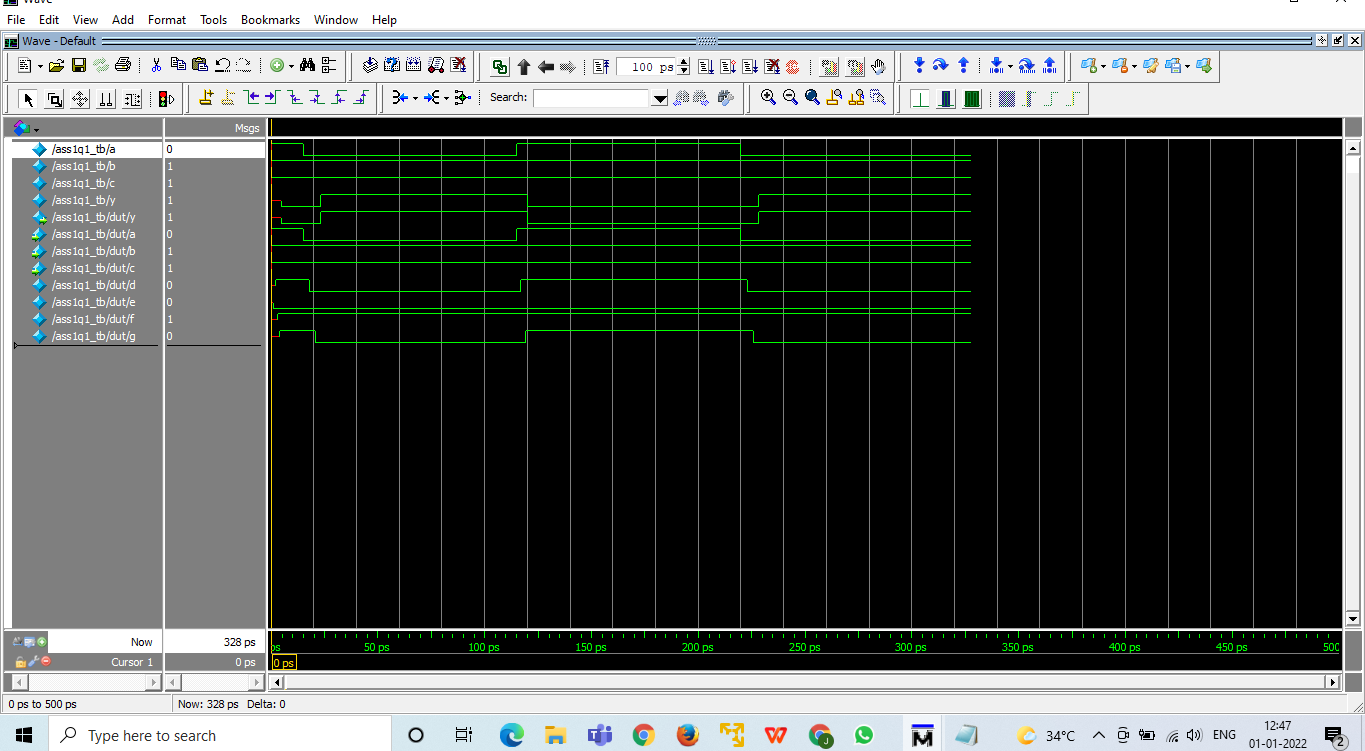 Wave
File Edit View Add Format Tools Bookmarks Window Help
Wave - Default
100 ps
Search:
Msgs
/ass1q1_tb/a 0
/ass1q1_tb/b 1
/ass1q1_tb/c 1
/ass1q1_tb/y 1
/ass1q1_tb/dut/y 1
/ass1q1_tb/dut/a 0
/ass1q1_tb/dut/b 1
/ass1q1_tb/dut/c 1
/ass1q1_tb/dut/d 0
/ass1q1_tb/dut/e 0
/ass1q1_tb/dut/f 1
/ass1q1_tb/dut/g 0
Now 328 ps
ps 50 ps 100 ps 150 ps 200 ps 250 ps 300 ps 350 ps 400 ps 450 ps 500
Cursor 1 0 ps 0 ps
0 ps to 500 ps Now: 328 ps Delta: 0
Type here to search
34°C ENG 12:47
01-01-2022 2